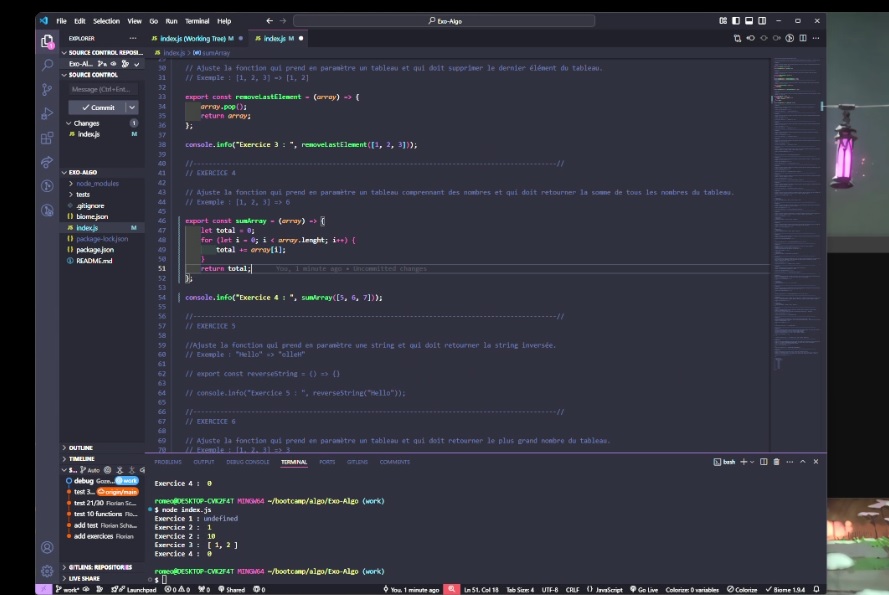 File Edit Selection View Go Run Terminal Help
Exo-Algo
EXPLORER
index.js (Working Tree) M
index.js M
SOURCE CONTROL REPOSI...
Exo-Al...
SOURCE CONTROL
Message (Ctrl+Ent...
Commit
Changes 1
index.js M
EXO-ALGO
node_modules
tests
.gitignore
biome.json
index.js M
package-lock.json
package.json
README.md
OUTLINE
TIMELINE
Auto
debug work
test 3... origin/main
test 21/30 Florian Sc...
test 10 functions Flo...
add test Florian Scha...
add exercices Florian
GITLENS: REPOSITORIES
LIVE SHARE
index.js > sumArray
30 // Ajuste la fonction qui prend en paramètre un tableau et qui doit supprimer le dernier élément du tableau.
31 // Exemple : [1, 2, 3] => [1, 2]
32
33 export const removeLastElement = (array) => {
34 array.pop();
35 return array;
36 };
37
38 console.info("Exercice 3 : ", removeLastElement([1, 2, 3]));
39
40 //--------------------------------------------------------------------------------//
41 // EXERCICE 4
42
43 // Ajuste la fonction qui prend en paramètre un tableau comprennant des nombres et qui doit retourner la somme de tous les nombres du tableau.
44 // Exemple : [1, 2, 3] => 6
45
46 export const sumArray = (array) => {
47 let total = 0;
48 for (let i = 0; i < array.lenght; i++) {
49 total += array[i];
50 }
51 return total; You, 1 minute ago • Uncommitted changes
52 };
53
54 console.info("Exercice 4 : ", sumArray([5, 6, 7]));
55
56 //--------------------------------------------------------------------------------//
57 // EXERCICE 5
58
59 //Ajuste la fonction qui prend en paramètre une string et qui doit retourner la string inversée.
60 // Exemple : "Hello" => "olleH"
61
62 // export const reverseString = () => {}
63
64 // console.info("Exercice 5 : ", reverseString("Hello"));
65
66 //--------------------------------------------------------------------------------//
67 // EXERCICE 6
68
69 // Ajuste la fonction qui prend en paramètre un tableau et qui doit retourner le plus grand nombre du tableau.
70 // Exemple : [1, 2, 3] => 3
PROBLEMS OUTPUT DEBUG CONSOLE TERMINAL PORTS GITLENS COMMENTS
bash
Exercice 4 : 0
romeo@DESKTOP-CVK2F4T MINGW64 ~/bootcamp/algo/Exo-Algo (work)
$ node index.js
Exercice 1 : undefined
Exercice 2 : 1
Exercice 2 : 10
Exercice 3 : [ 1, 2 ]
Exercice 4 : 0
romeo@DESKTOP-CVK2F4T MINGW64 ~/bootcamp/algo/Exo-Algo (work)
$
work* Launchpad 0 0 0 Shared 0 You, 1 minute ago Ln 51, Col 18 Tab Size: 4 UTF-8 CRLF JavaScript Go Live Colorize: 0 variables Colorize Biome 1.9.4